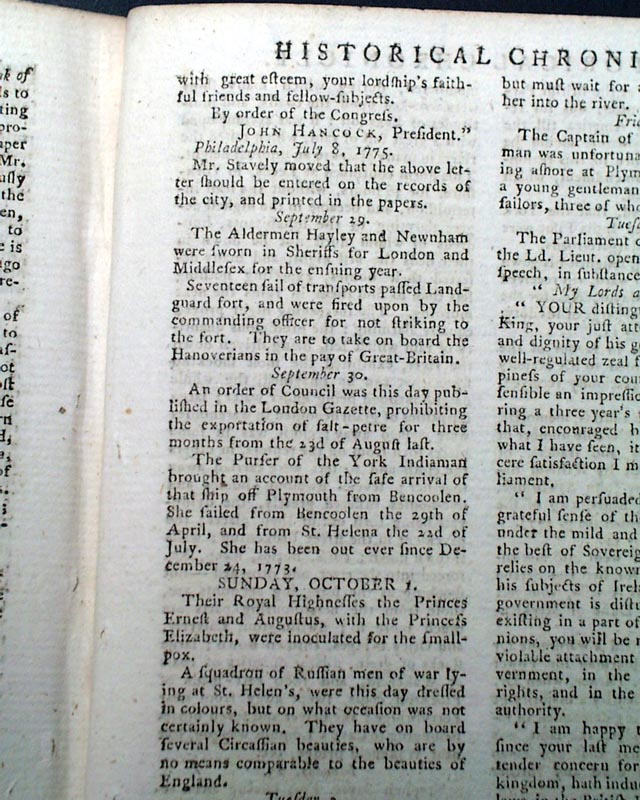 HISTORICAL CHRONI
with great eſteem, your lordſhip's faith-
ful friends and fellow-ſubjects.
By order of the Congreſs.
JOHN HANCOCK, Preſident."
Philadelphia, July 8, 1775.
Mr. Stavely moved that the above let-
ter ſhould be entered on the records of
the city, and printed in the papers.
September 29.
The Aldermen Hayley and Newnham
were ſworn in Sheriffs for London and
Middleſex for the enſuing year.
Seventeen ſail of tranſports paſſed Land-
guard fort, and were fired upon by the
commanding officer for not ſtriking to
the fort. They are to take on board the
Hanoverians in the pay of Great-Britain.
September 30.
An order of Council was this day pub-
liſhed in the London Gazette, prohibiting
the exportation of ſalt-petre for three
months from the 23d of Auguſt laſt.
The Purſer of the York Indiaman
brought an account of the ſafe arrival of
that ſhip off Plymouth from Bencoolen.
She ſailed from Bencoolen the 29th of
April, and from St. Helena the 22d of
July. She has been out ever ſince De-
cember 24, 1773.
SUNDAY, OCTOBER 1.
Their Royal Highneſſes the Princes
Erneſt and Auguſtus, with the Princeſs
Elizabeth, were inoculated for the ſmall-
pox.
A ſquadron of Ruſſian men of war ly-
ing at St. Helen's, were this day dreſſed
in colours, but on what occaſion was not
certainly known. They have on board
ſeveral Circaſſian beauties, who are by
no means comparable to the beauties of
England.
Tueſday 3
but muſt wait for
her into the river.
Fri
The Captain of
man was unfortun
ing aſhore at Plym
a young gentleman
ſailors, three of who
Tueſ
The Parliament o
the Ld. Lieut. open
ſpeech, in ſubſtance
" My Lords a
" YOUR diſting
King, your juſt att
and dignity of his g
well-regulated zeal f
pineſs of your cou
ſenſible an impreſſi
ring a three year's
that, encouraged b
what I have ſeen, it
cere ſatisfaction I m
liament.
" I am perſuaded
grateful ſenſe of th
under the mild and
the beſt of Sovereig
relies on the known
his ſubjects of Irel
government is diſtu
exiſting in a part of
nions, you will be r
violable attachment
vernment, in the
rights, and in the
authority.
" I am happy t
ſince your laſt me
tender concern for
kingdom, hath indu